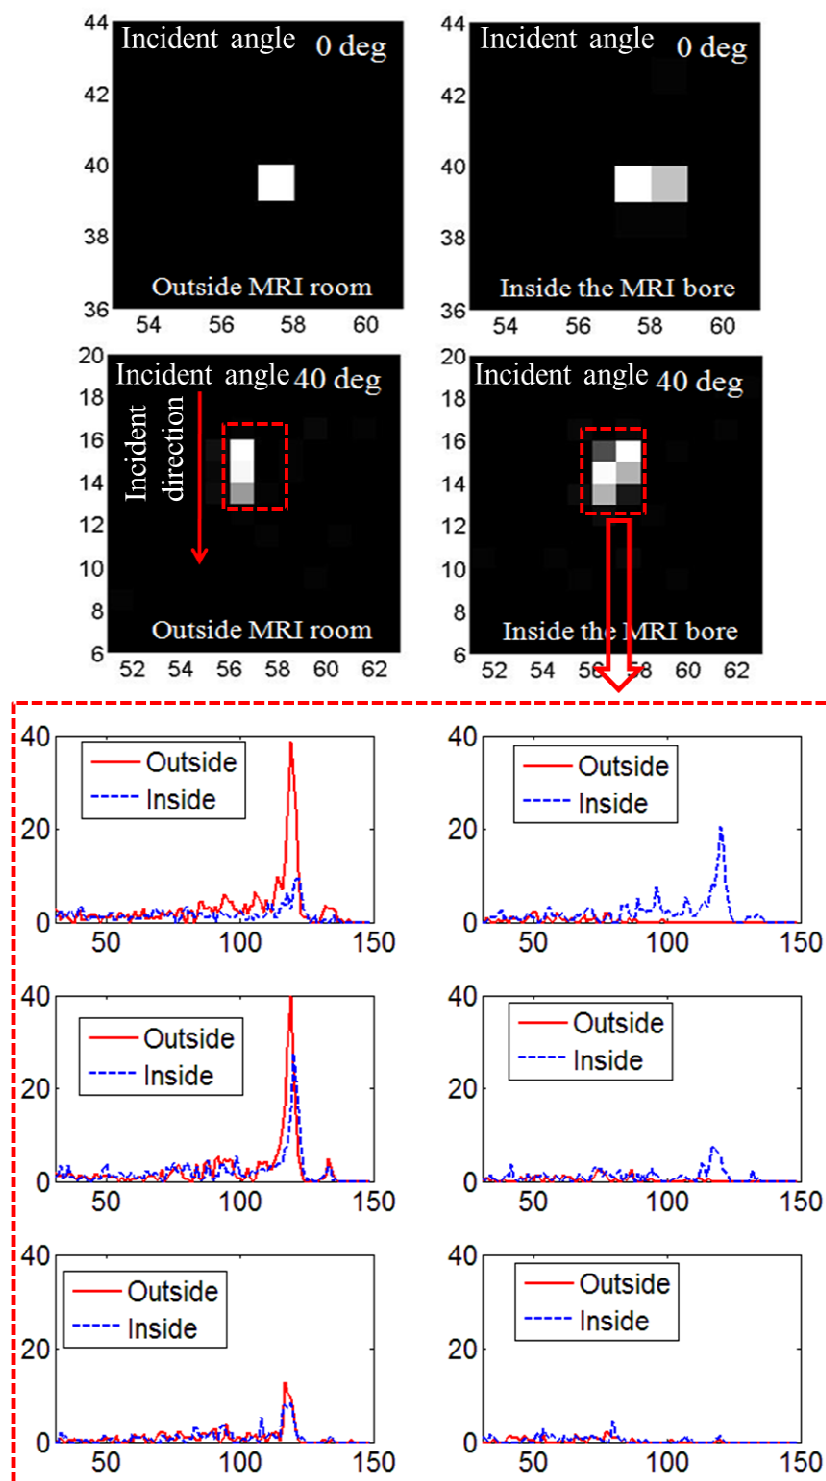 44
42
40
38
36
Incident angle 0 deg
Outside MRI room
54 56 58 60
44
42
40
38
36
Incident angle 0 deg
Inside the MRI bore
54 56 58 60
20
18
16
14
12
10
8
6
Incident angle 40 deg
Incident
direction
Outside MRI room
52 54 56 58 60 62
20
18
16
14
12
10
8
6
Incident angle 40 deg
Inside the MRI bore
52 54 56 58 60 62
40
20
0
Outside
Inside
50 100 150
40
20
0
Outside
Inside
50 100 150
40
20
0
Outside
Inside
50 100 150
40
20
0
Outside
Inside
50 100 150
40
20
0
Outside
Inside
50 100 150
40
20
0
Outside
Inside
50 100 150